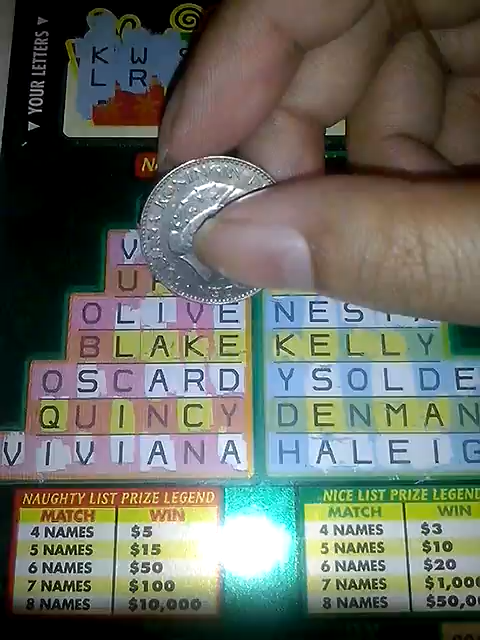 YOUR LETTERS
K W
L R
V
U
OLIVE
BLAKE
OSCARD
QUINCY
VIVIANA
NES
KELLY
YSOLDE
DENMAN
HALEIG
NAUGHTY LIST PRIZE LEGEND
MATCH WIN
4 NAMES $5
5 NAMES $15
6 NAMES $50
7 NAMES $100
8 NAMES $10,000
NICE LIST PRIZE LEGEND
MATCH WIN
4 NAMES $3
5 NAMES $10
6 NAMES $20
7 NAMES $1,000
8 NAMES $50,0